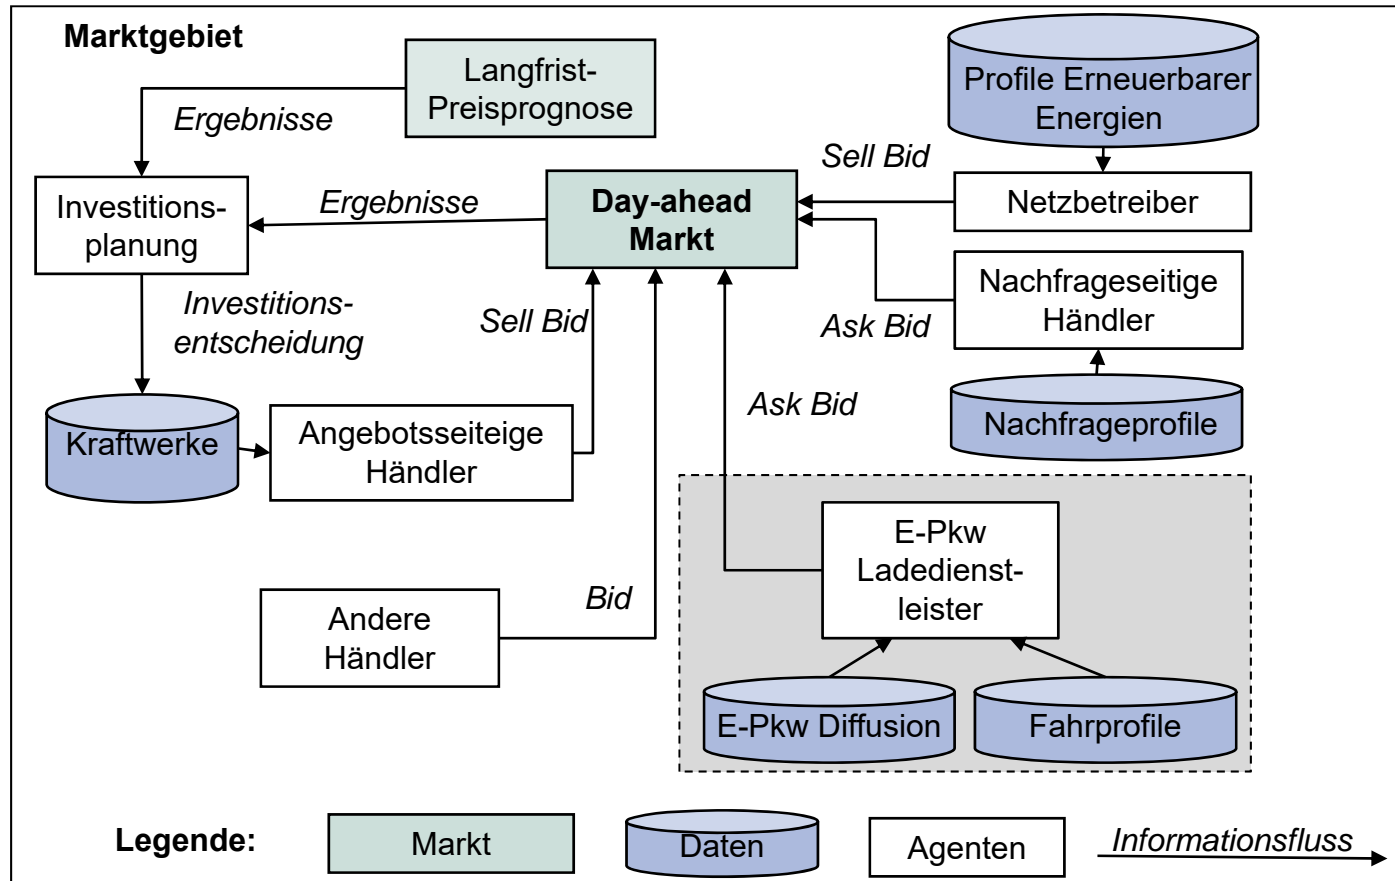 Marktgebiet
Langfrist-
Preisprognose
Profile Erneuerbarer
Energien
Ergebnisse
Sell Bid
Investitions-
planung
Ergebnisse
Day-ahead
Markt
Netzbetreiber
Nachfrageseitige
Händler
Investitions-
entscheidung
Sell Bid
Ask Bid
Ask Bid
Kraftwerke
Angebotsseiteige
Händler
Nachfrageprofile
E-Pkw
Ladedienst-
leister
Bid
Andere
Händler
E-Pkw Diffusion
Fahrprofile
Legende:
Markt
Daten
Agenten
Informationsfluss